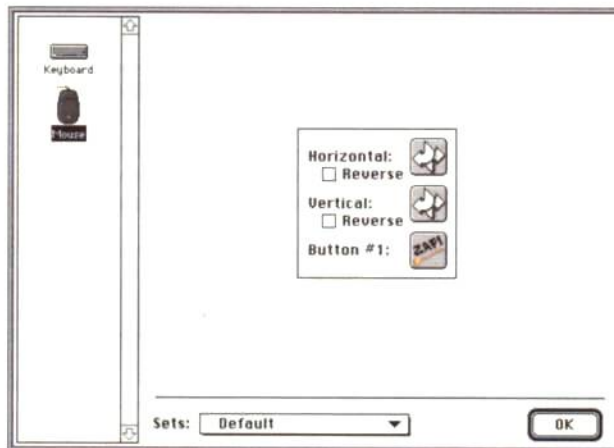 Keyboard
Mouse
Horizontal:
Reverse
Vertical:
Reverse
Button #1:
ZAP!
Sets: Default
OK